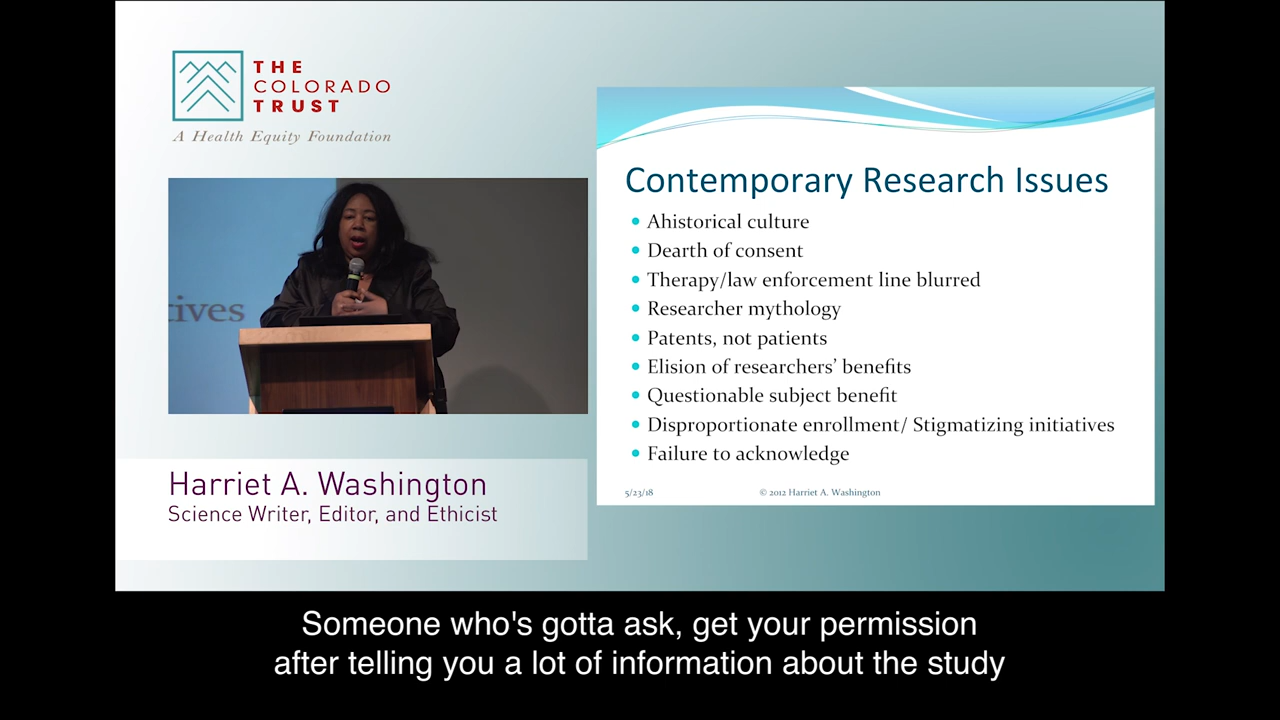 THE
COLORADO
TRUST
A Health Equity Foundation
tives
Harriet A. Washington
Science Writer, Editor, and Ethicist
Contemporary Research Issues
Ahistorical culture
Dearth of consent
Therapy/law enforcement line blurred
Researcher mythology
Patents, not patients
Elision of researchers’ benefits
Questionable subject benefit
Disproportionate enrollment/ Stigmatizing initiatives
Failure to acknowledge
5/23/18
© 2012 Harriet A. Washington
Someone who's gotta ask, get your permission
after telling you a lot of information about the study